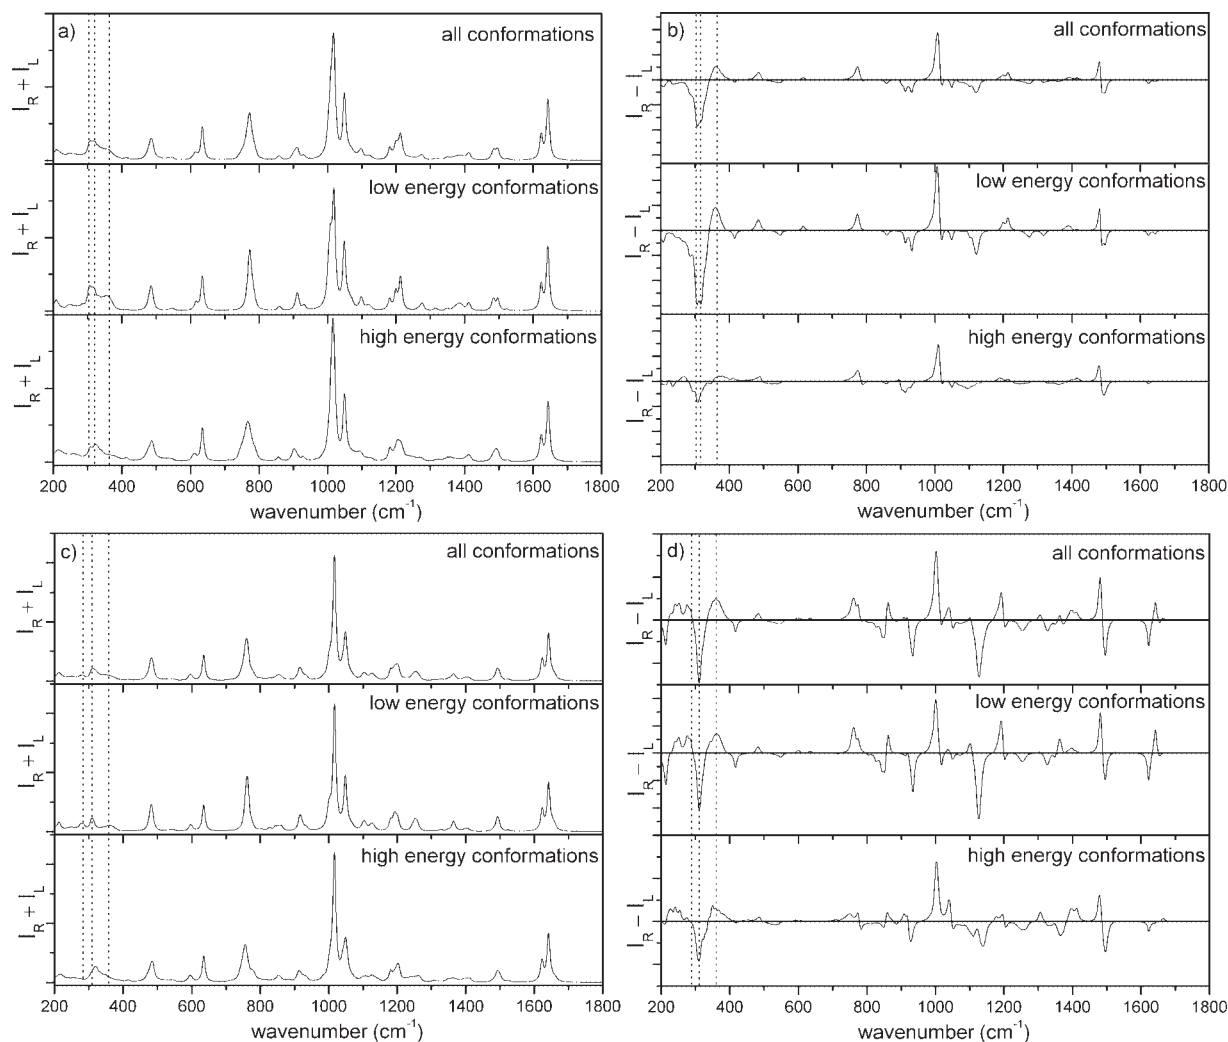 a)
all conformations
I_R + I_L
low energy conformations
I_R + I_L
high energy conformations
I_R + I_L
200 400 600 800 1000 1200 1400 1600 1800
wavenumber (cm⁻¹)
b)
all conformations
I_R – I_L
low energy conformations
I_R – I_L
high energy conformations
I_R – I_L
200 400 600 800 1000 1200 1400 1600 1800
wavenumber (cm⁻¹)
c)
all conformations
I_R + I_L
low energy conformations
I_R + I_L
high energy conformations
I_R + I_L
200 400 600 800 1000 1200 1400 1600 1800
wavenumber (cm⁻¹)
d)
all conformations
I_R – I_L
low energy conformations
I_R – I_L
high energy conformations
I_R – I_L
200 400 600 800 1000 1200 1400 1600 1800
wavenumber (cm⁻¹)